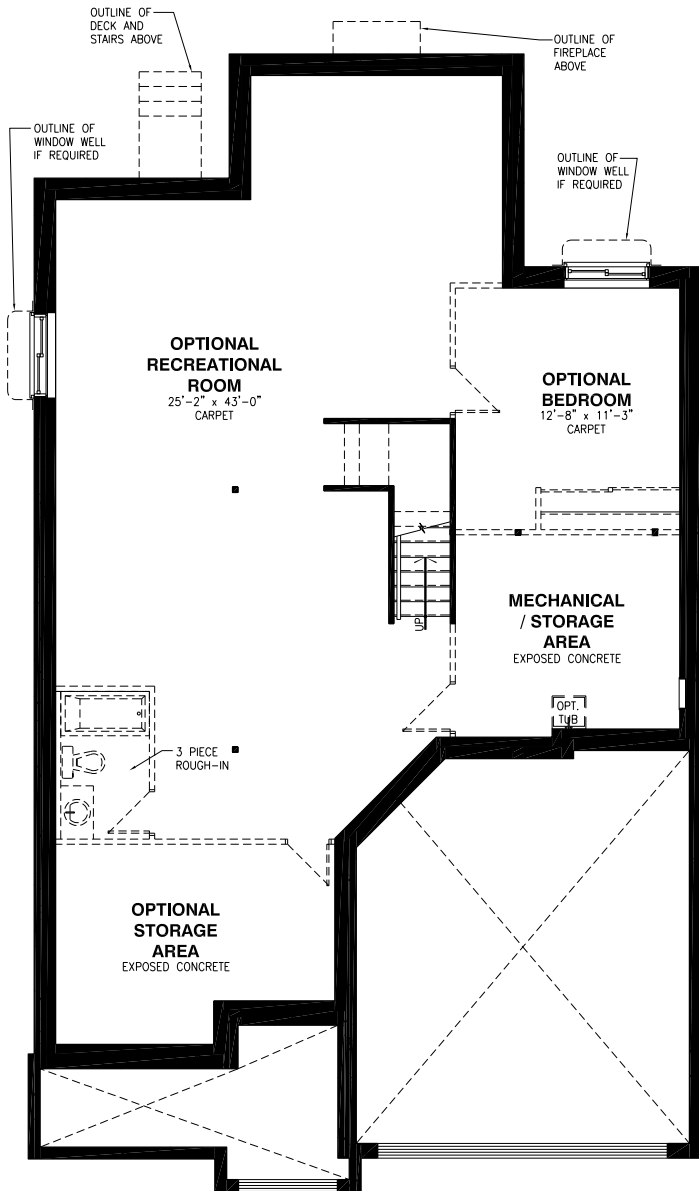 OUTLINE OF
DECK AND
STAIRS ABOVE
OUTLINE OF
FIREPLACE
ABOVE
OUTLINE OF
WINDOW WELL
IF REQUIRED
OUTLINE OF
WINDOW WELL
IF REQUIRED
OPTIONAL
RECREATIONAL
ROOM
25'-2" x 43'-0"
CARPET
OPTIONAL
BEDROOM
12'-8" x 11'-3"
CARPET
UP
MECHANICAL
/ STORAGE
AREA
EXPOSED CONCRETE
OPT.
TUB
3 PIECE
ROUGH-IN
OPTIONAL
STORAGE
AREA
EXPOSED CONCRETE